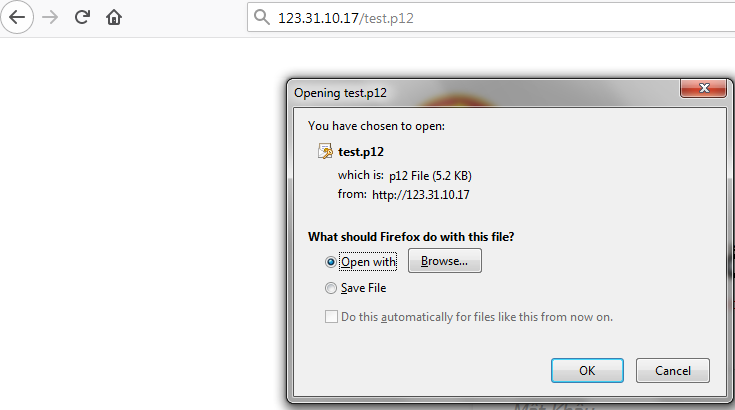 123.31.10.17/test.p12
Opening test.p12
You have chosen to open:
test.p12
which is: p12 File (5.2 KB)
from: http://123.31.10.17
What should Firefox do with this file?
Open with Browse...
Save File
Do this automatically for files like this from now on.
OK Cancel